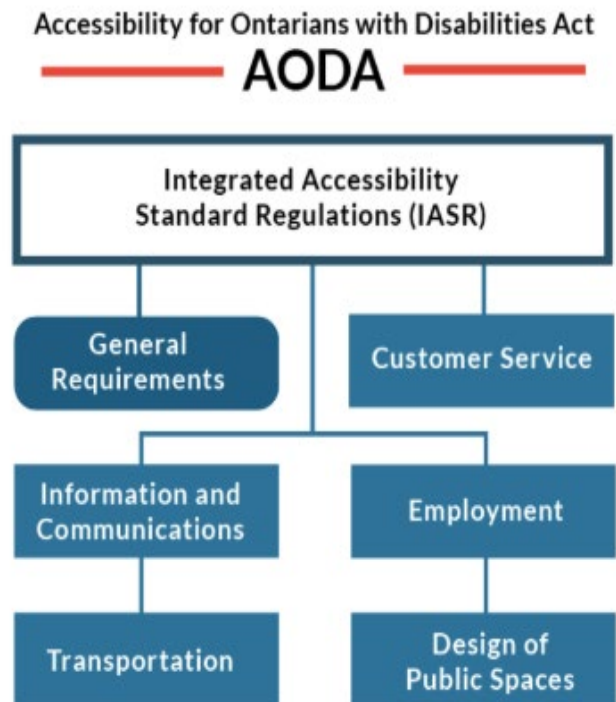 Accessibility for Ontarians with Disabilities Act
AODA
Integrated Accessibility
Standard Regulations (IASR)
General
Requirements
Customer Service
Information and
Communications
Employment
Transportation
Design of
Public Spaces